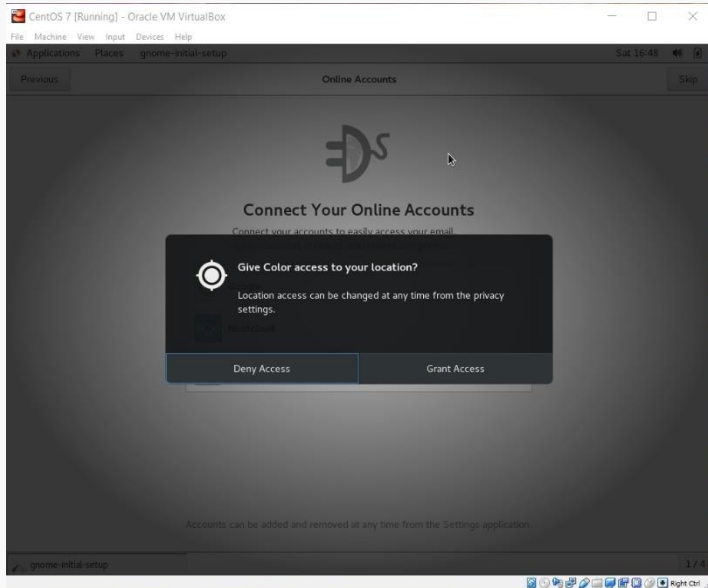 CentOS 7 [Running] - Oracle VM VirtualBox
File Machine View Input Devices Help
Applications Places gnome-initial-setup Sat 16:48
Previous Online Accounts Skip
Connect Your Online Accounts
Connect your accounts to easily access your email,
Give Color access to your location?
Location access can be changed at any time from the privacy
settings.
Deny Access Grant Access
Accounts can be added and removed at any time from the Settings application.
gnome-initial-setup 1 / 4
Right Ctrl